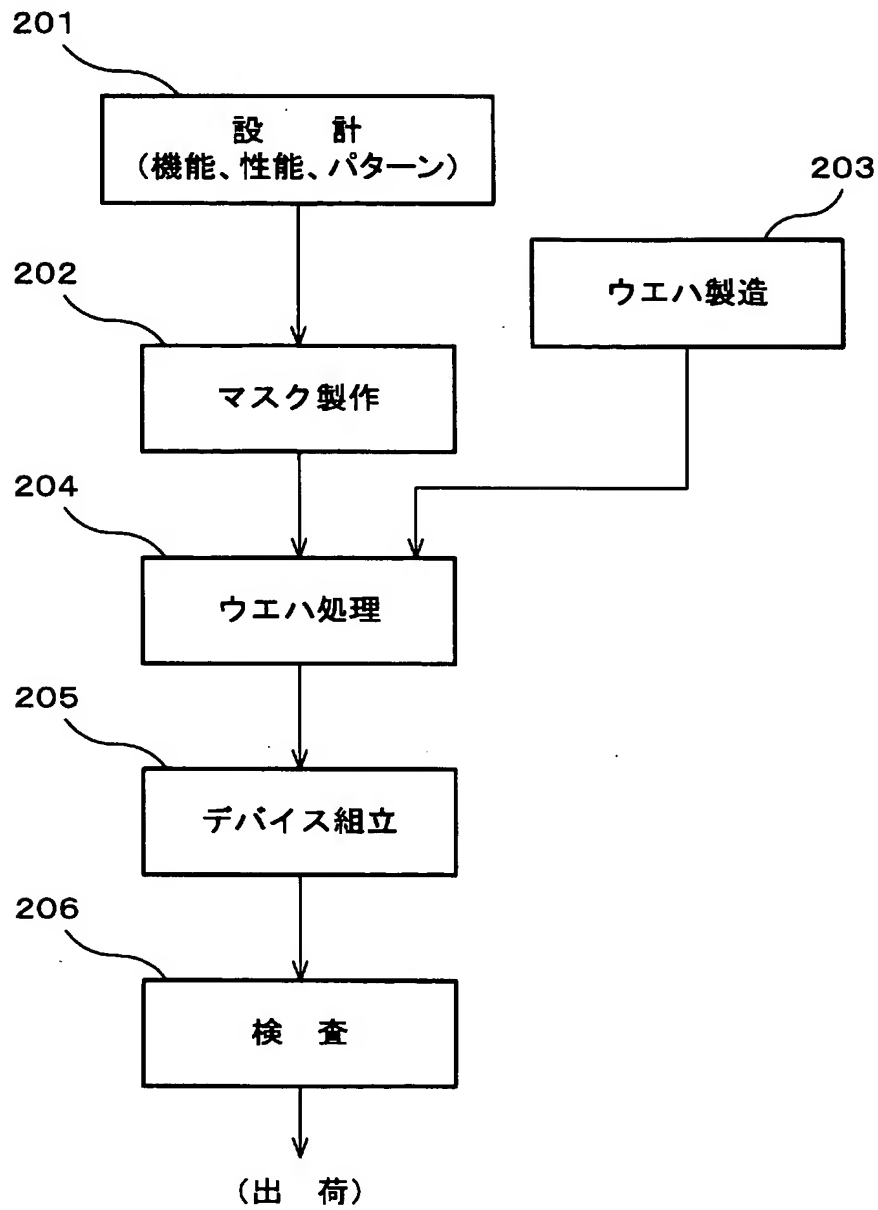 201
設 計
(機能、性能、パターン)
203
ウエハ製造
202
マスク製作
204
ウエハ処理
205
デバイス組立
206
検 査
(出 荷)